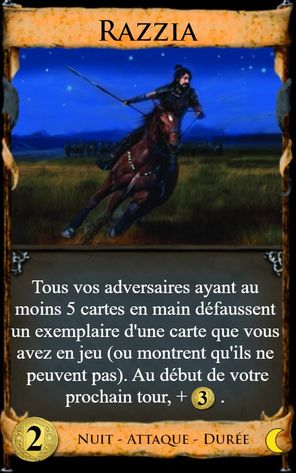 RAZZIA
Tous vos adversaires ayant au
moins 5 cartes en main défaussent
un exemplaire d'une carte que vous
avez en jeu (ou montrent qu'ils ne
peuvent pas). Au début de votre
prochain tour, + 3 .
2 NUIT - ATTAQUE - DURÉE